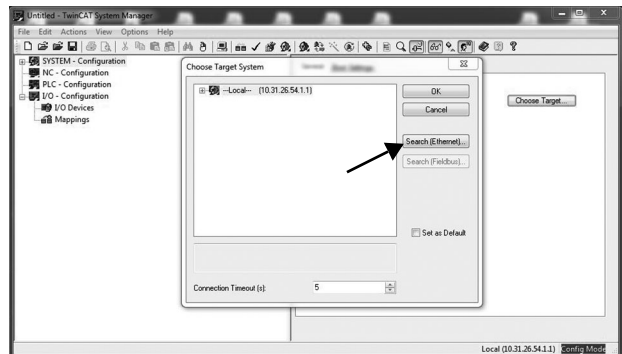 Untitled - TwinCAT System Manager
File Edit Actions View Options Help
SYSTEM - Configuration
NC - Configuration
PLC - Configuration
I/O - Configuration
I/O Devices
Mappings
Choose Target System
--Local-- (10.31.26.54.1.1)
OK
Cancel
Search (Ethernet)...
Search (Fieldbus)...
Set as Default
Connection Timeout (s):
5
Choose Target...
Local (10.31.26.54.1.1) Config Mode